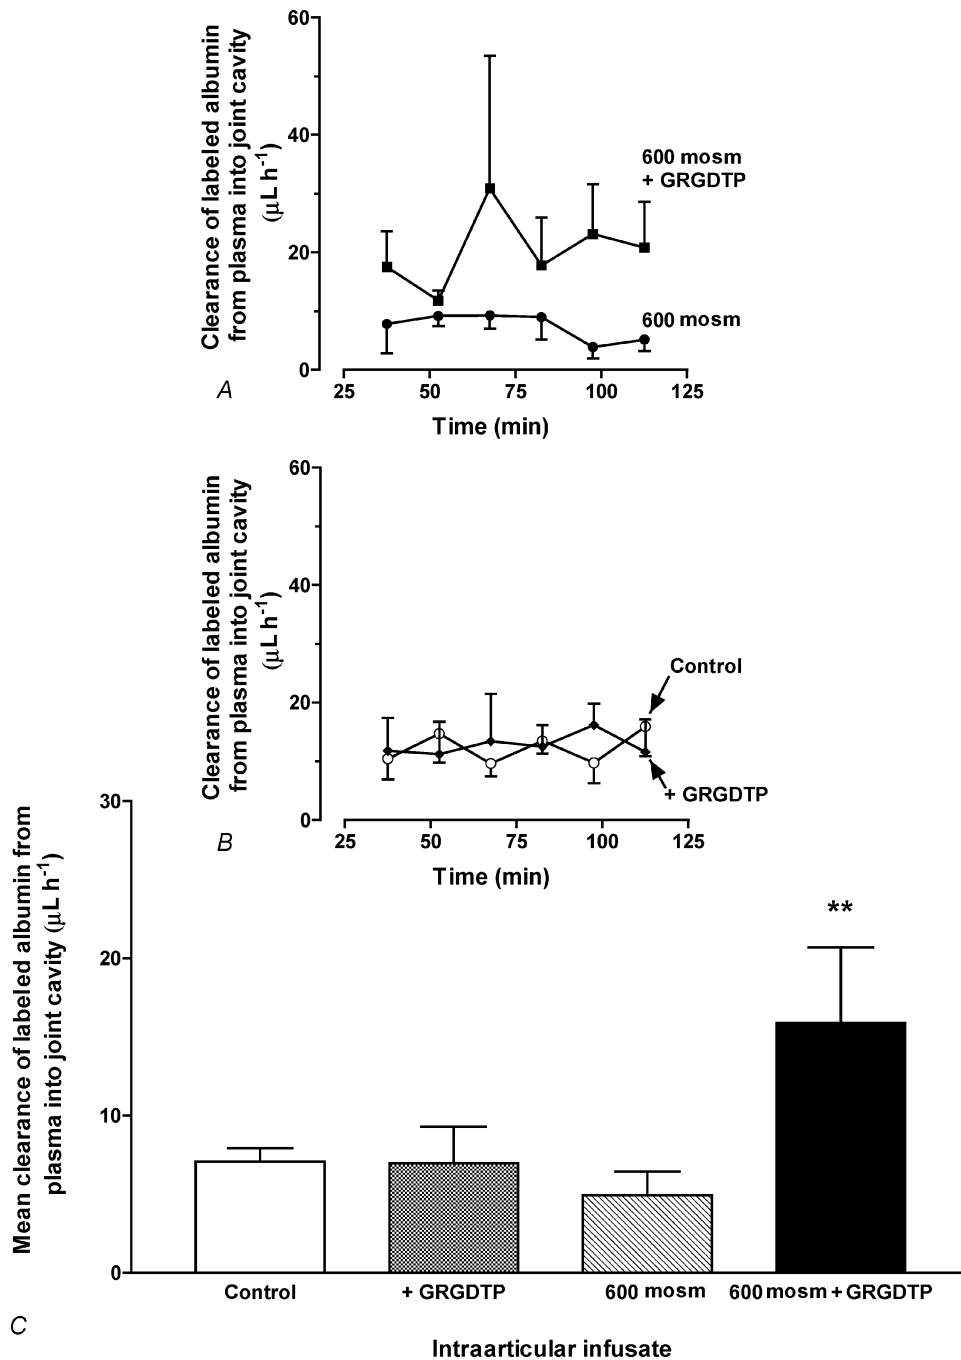 60
40
20
0
Clearance of labeled albumin
from plasma into joint cavity
(μL h-1)
600 mosm
+ GRGDTP
600 mosm
A
25 50 75 100 125
Time (min)
60
40
20
0
Clearance of labeled albumin
from plasma into joint cavity
(μL h-1)
Control
+ GRGDTP
B
25 50 75 100 125
Time (min)
30
20
10
0
Mean clearance of labeled albumin from
plasma into joint cavity (μL h-1)
**
Control + GRGDTP 600 mosm 600 mosm + GRGDTP
C
Intraarticular infusate